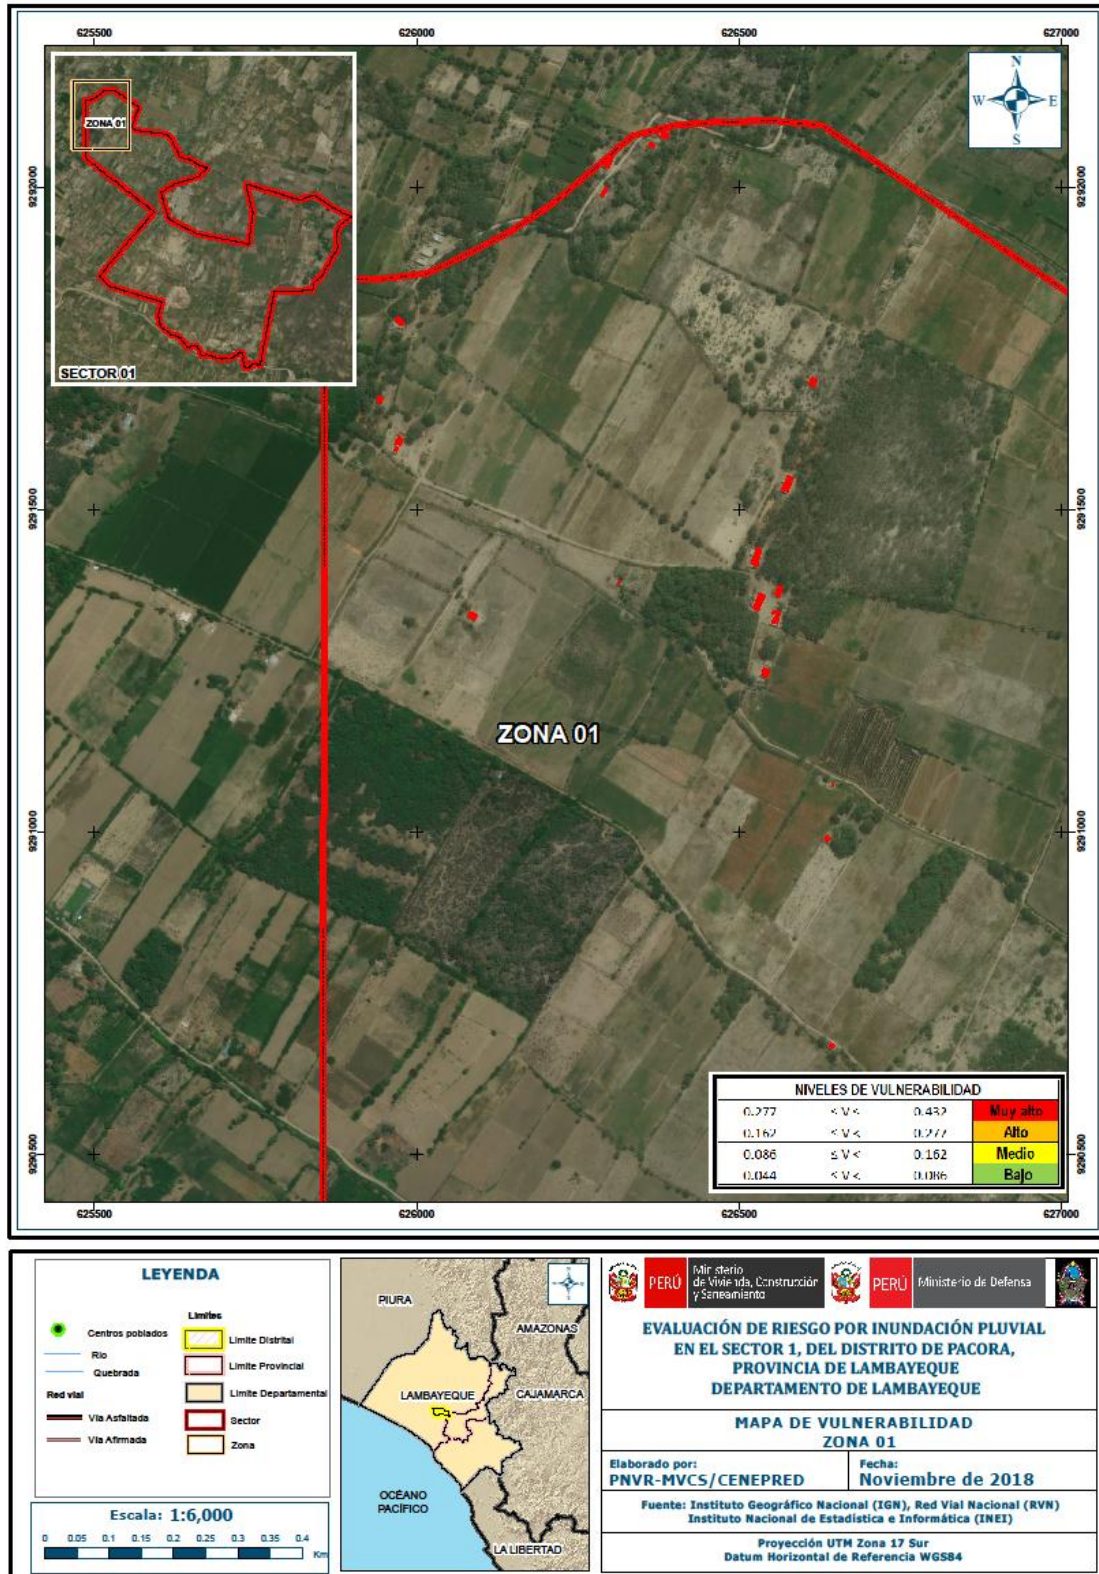 625500 626000 626500 627000
N
W E
S
ZONA 01
SECTOR 01
9292000 9292000
9291500 9291500
ZONA 01
9291000 9291000
9290500 9290500
NIVELES DE VULNERABILIDAD
0.277 ≤ V < 0.432 Muy alto
0.162 ≤ V < 0.277 Alto
0.086 ≤ V < 0.162 Medio
0.044 ≤ V < 0.086 Bajo
625500 626000 626500 627000
LEYENDA
Centros poblados
Río
Quebrada
Red vial
Vía Asfaltada
Vía Afirmada
Límites
Límite Distrital
Límite Provincial
Límite Departamental
Sector
Zona
Escala: 1:6,000
0 0.05 0.1 0.15 0.2 0.25 0.3 0.35 0.4
Km
PIURA
AMAZONAS
LAMBAYEQUE
CAJAMARCA
OCÉANO
PACÍFICO
LA LIBERTAD
PERÚ
Ministerio
de Vivienda, Construcción
y Saneamiento
PERÚ
Ministerio de Defensa
EVALUACIÓN DE RIESGO POR INUNDACIÓN PLUVIAL
EN EL SECTOR 1, DEL DISTRITO DE PACORA,
PROVINCIA DE LAMBAYEQUE
DEPARTAMENTO DE LAMBAYEQUE
MAPA DE VULNERABILIDAD
ZONA 01
Elaborado por:
PNVR-MVCS/CENEPRED
Fecha:
Noviembre de 2018
Fuente: Instituto Geográfico Nacional (IGN), Red Vial Nacional (RVN)
Instituto Nacional de Estadística e Informática (INEI)
Proyección UTM Zona 17 Sur
Datum Horizontal de Referencia WGS84